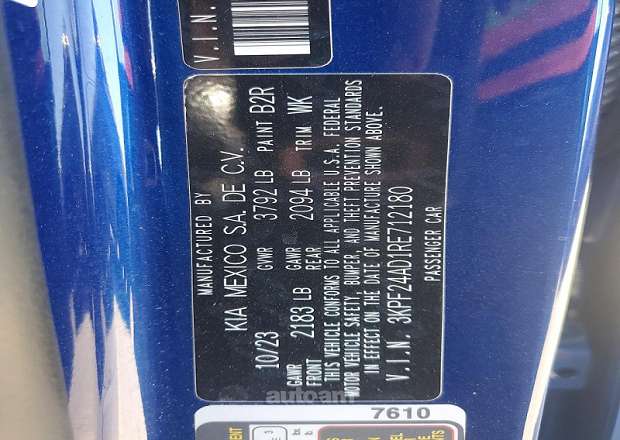 V.I.N.
MANUFACTURED BY
KIA MEXICO S.A. DE C.V.
10/23 GVWR 3792 LB PAINT B2R
GAWR FRONT 2183 LB GAWR REAR 2094 LB TRIM WK
THIS VEHICLE CONFORMS TO ALL APPLICABLE U.S.A. FEDERAL
MOTOR VEHICLE SAFETY, BUMPER, AND THEFT PREVENTION STANDARDS
IN EFFECT ON THE DATE OF MANUFACTURE SHOWN ABOVE.
V.I.N. 3KPF24AD1RE712180
PASSENGER CAR
7610